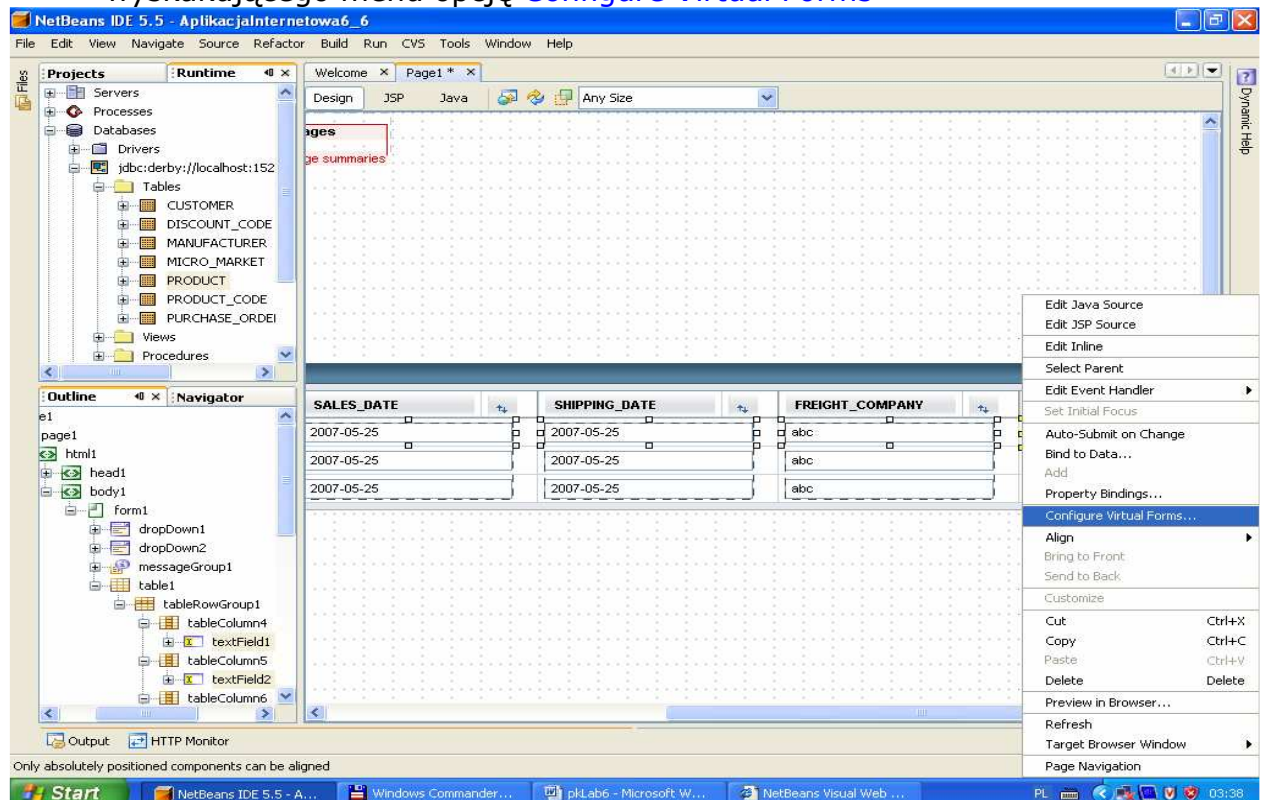 wyskakującego menu opcję Configure Virtual Forms
NetBeans IDE 5.5 - AplikacjaInternetowa6_6
File Edit View Navigate Source Refactor Build Run CVS Tools Window Help
Files
Projects Runtime
Servers
Processes
Databases
Drivers
jdbc:derby://localhost:152
Tables
CUSTOMER
DISCOUNT_CODE
MANUFACTURER
MICRO_MARKET
PRODUCT
PRODUCT_CODE
PURCHASE_ORDEI
Views
Procedures
Outline Navigator
e1
page1
html1
head1
body1
form1
dropDown1
dropDown2
messageGroup1
table1
tableRowGroup1
tableColumn4
textField1
tableColumn5
textField2
tableColumn6
Welcome Page1 *
Design JSP Java Any Size
ages
ge summaries
SALES_DATE SHIPPING_DATE FREIGHT_COMPANY
2007-05-25 2007-05-25 abc
2007-05-25 2007-05-25 abc
2007-05-25 2007-05-25 abc
Dynamic Help
Edit Java Source
Edit JSP Source
Edit Inline
Select Parent
Edit Event Handler
Set Initial Focus
Auto-Submit on Change
Bind to Data...
Add
Property Bindings...
Configure Virtual Forms...
Align
Bring to Front
Send to Back
Customize
Cut Ctrl+X
Copy Ctrl+C
Paste Ctrl+V
Delete Delete
Preview in Browser...
Refresh
Target Browser Window
Page Navigation
Output HTTP Monitor
Only absolutely positioned components can be aligned
Start NetBeans IDE 5.5 - A... Windows Commander... pkLab6 - Microsoft W... NetBeans Visual Web ... PL 03:38